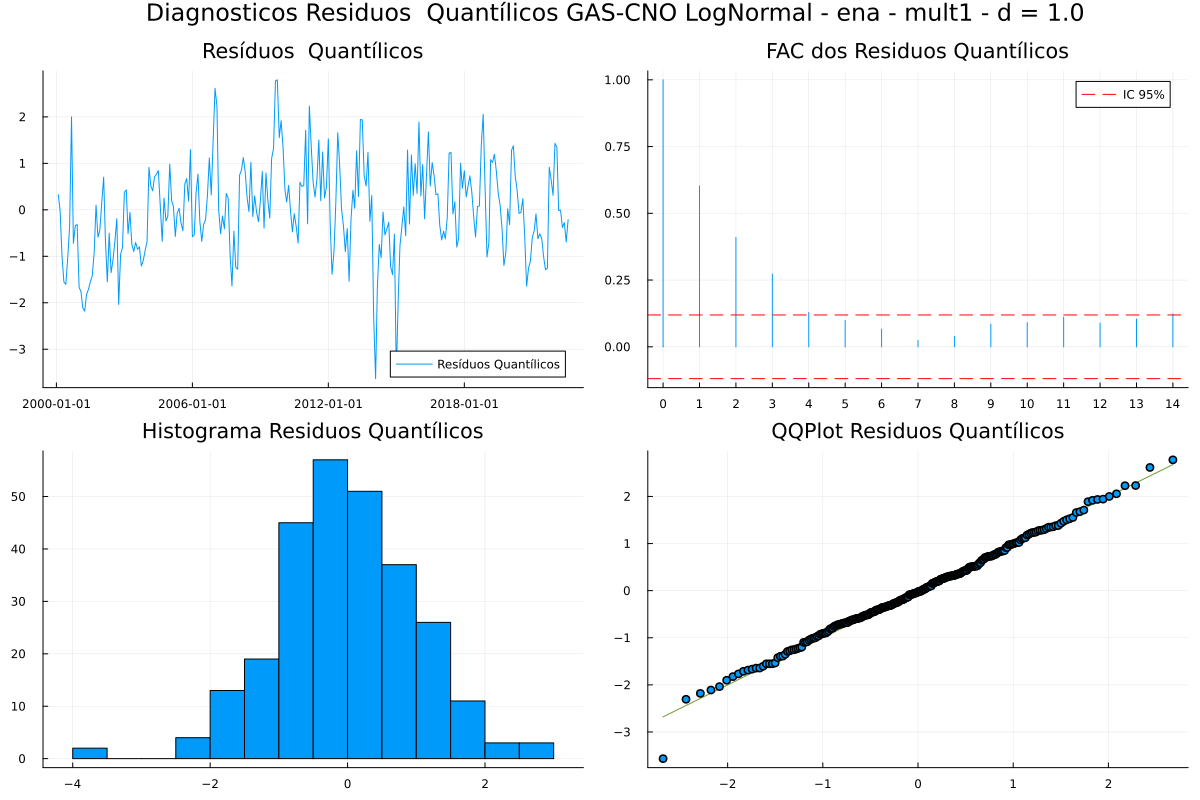 Diagnosticos Residuos  Quantílicos GAS-CNO LogNormal - ena - mult1 - d = 1.0
Resíduos  Quantílicos
2
1
0
−1
−2
−3
Resíduos Quantílicos
2000-01-01 2006-01-01 2012-01-01 2018-01-01
FAC dos Residuos Quantílicos
1.00
IC 95%
0.75
0.50
0.25
0.00
0 1 2 3 4 5 6 7 8 9 10 11 12 13 14
Histograma Residuos Quantílicos
50
40
30
20
10
0
−4 −2 0 2
QQPlot Residuos Quantílicos
2
1
0
−1
−2
−3
−2 −1 0 1 2